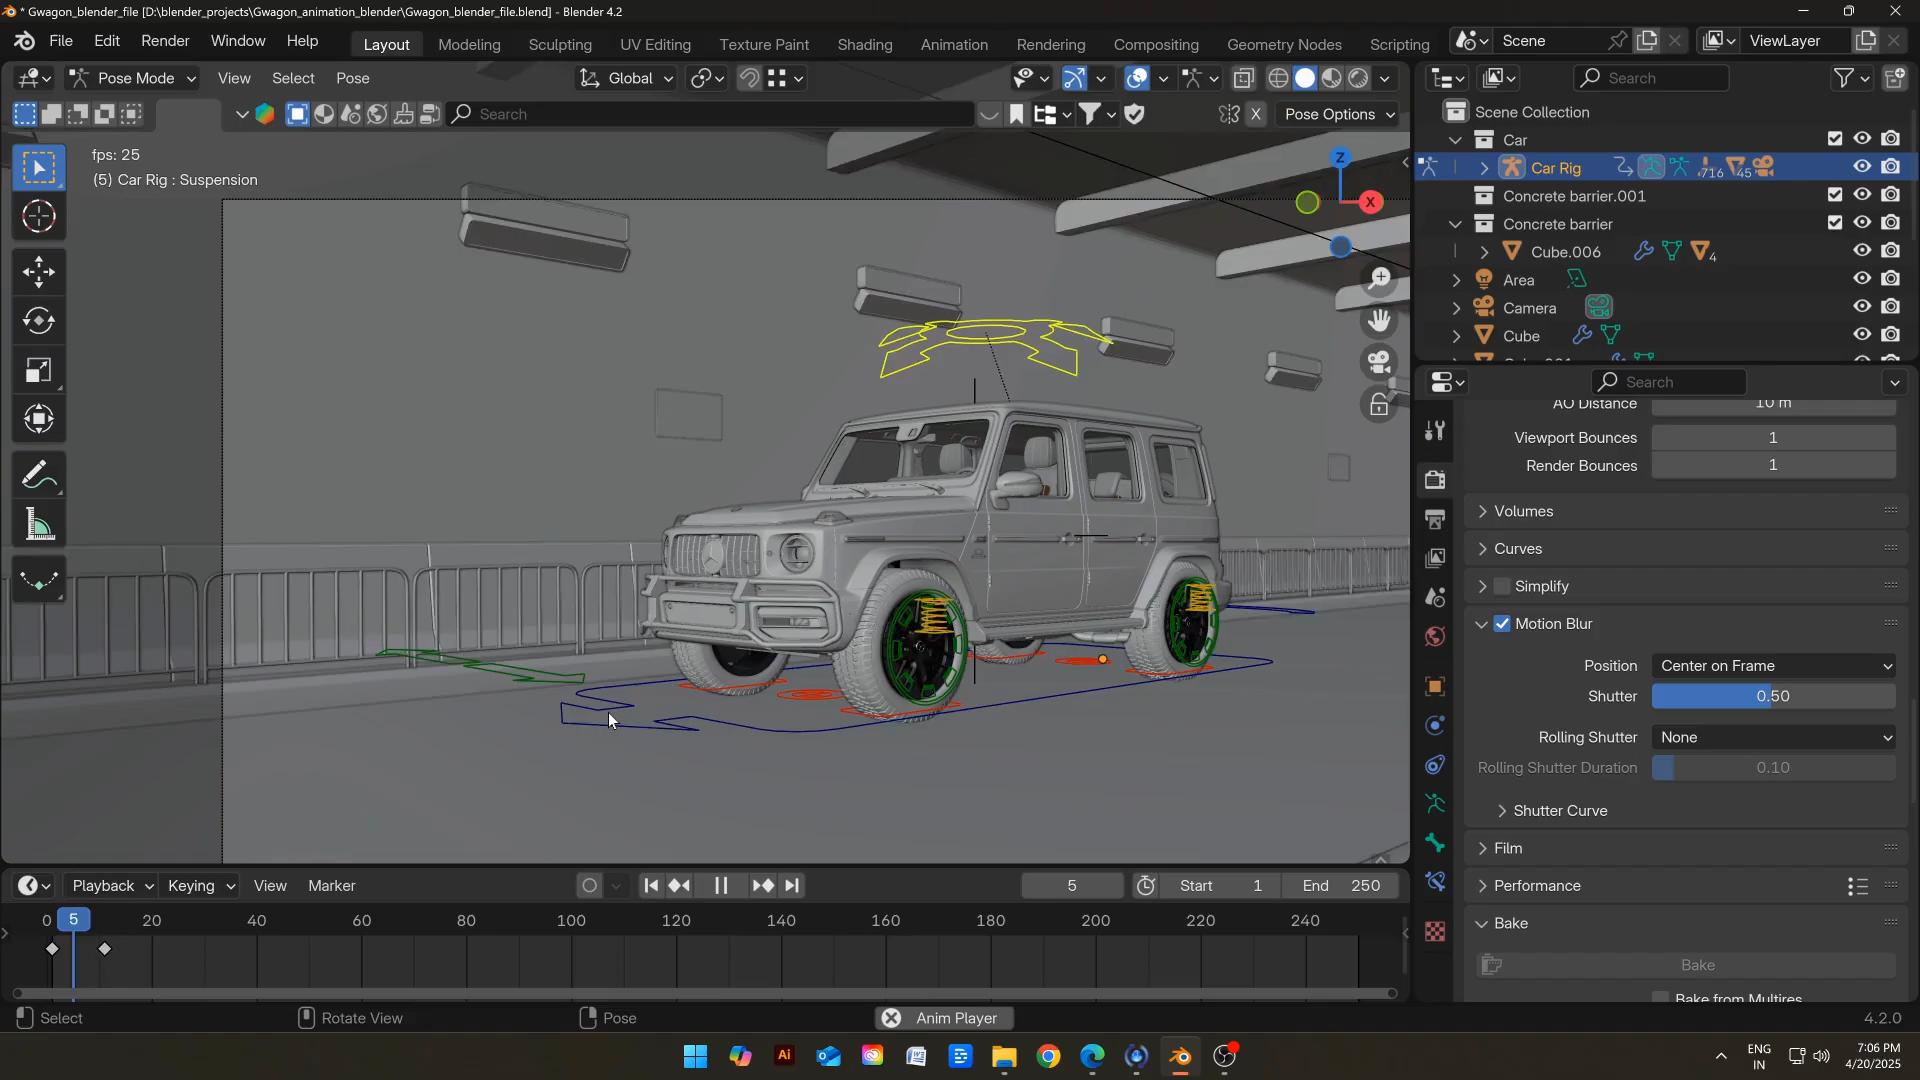 * Gwagon_blender_file [D:\blender_projects\Gwagon_animation_blender\Gwagon_blender_file.blend] - Blender 4.2
File Edit Render Window Help
Layout Modeling Sculpting UV Editing Texture Paint Shading Animation Rendering Compositing Geometry Nodes Scripting
Scene ViewLayer
Pose Mode View Select Pose Global
Search
Search X Pose Options
fps: 25
(5) Car Rig : Suspension
Z
X
Scene Collection
Car
Car Rig 716 45
Concrete barrier.001
Concrete barrier
Cube.006 4
Area
Camera
Cube
Search
AO Distance 10 m
Viewport Bounces 1
Render Bounces 1
Volumes
Curves
Simplify
Motion Blur
Position Center on Frame
Shutter 0.50
Rolling Shutter None
Rolling Shutter Duration 0.10
Shutter Curve
Film
Performance
Bake
Bake
Bake from Multires
Playback Keying View Marker 5 Start 1 End 250
0 5 20 40 60 80 100 120 140 160 180 200 220 240
Select Rotate View Pose Anim Player 4.2.0
Ai
ENG
IN
7:06 PM
4/20/2025